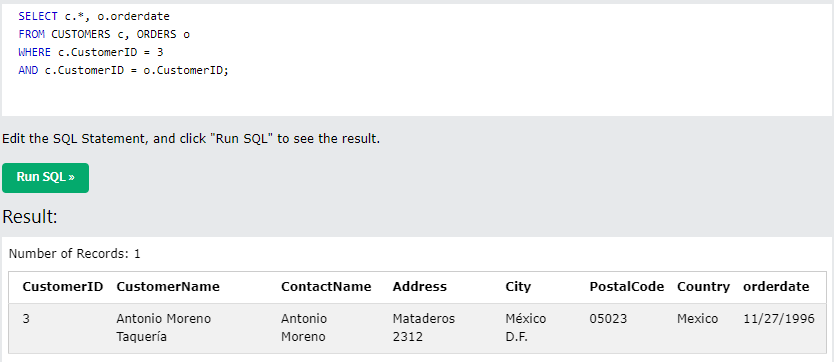 SELECT c.*, o.orderdate
FROM CUSTOMERS c, ORDERS o
WHERE c.CustomerID = 3
AND c.CustomerID = o.CustomerID;
Edit the SQL Statement, and click "Run SQL" to see the result.
Run SQL »
Result:
Number of Records: 1
CustomerID CustomerName ContactName Address City PostalCode Country orderdate
3 Antonio Moreno Antonio Mataderos México 05023 Mexico 11/27/1996
Taquería Moreno 2312 D.F.